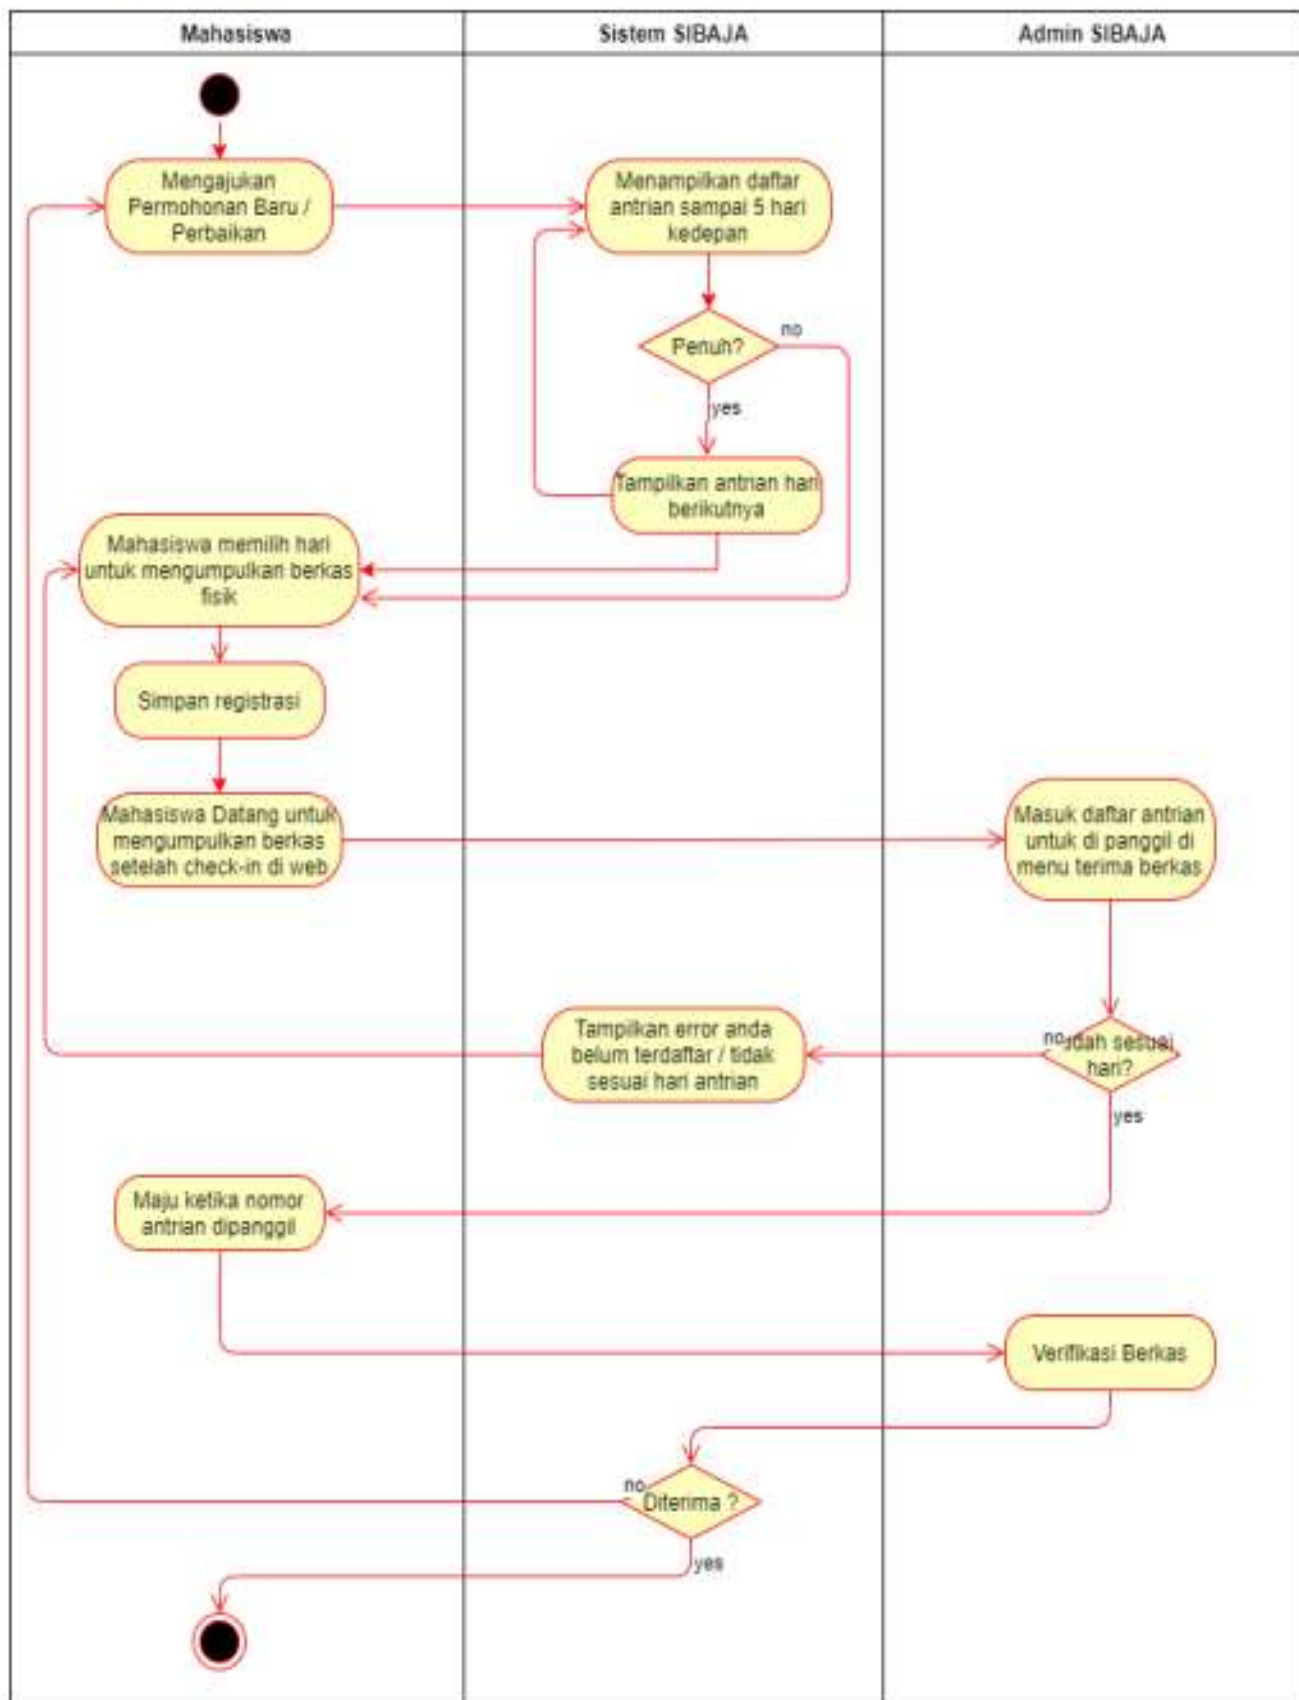 Mahasiswa
Sistem SIBAJA
Admin SIBAJA
Mengajukan
Permohonan Baru /
Perbaikan
Menampilkan daftar
antrian sampai 5 hari
kedepan
Penuh?
no
yes
Tampilkan antrian hari
berikutnya
Mahasiswa memilih hari
untuk mengumpulkan berkas
fisik
Simpan registrasi
Mahasiswa Datang untuk
mengumpulkan berkas
setelah check-in di web
Masuk daftar antrian
untuk di panggil di
menu terima berkas
no
sesuai
hari?
yes
Tampilkan error anda
belum terdaftar / tidak
sesuai hari antrian
Maju ketika nomor
antrian dipanggil
Verifikasi Berkas
no
Diterima ?
yes